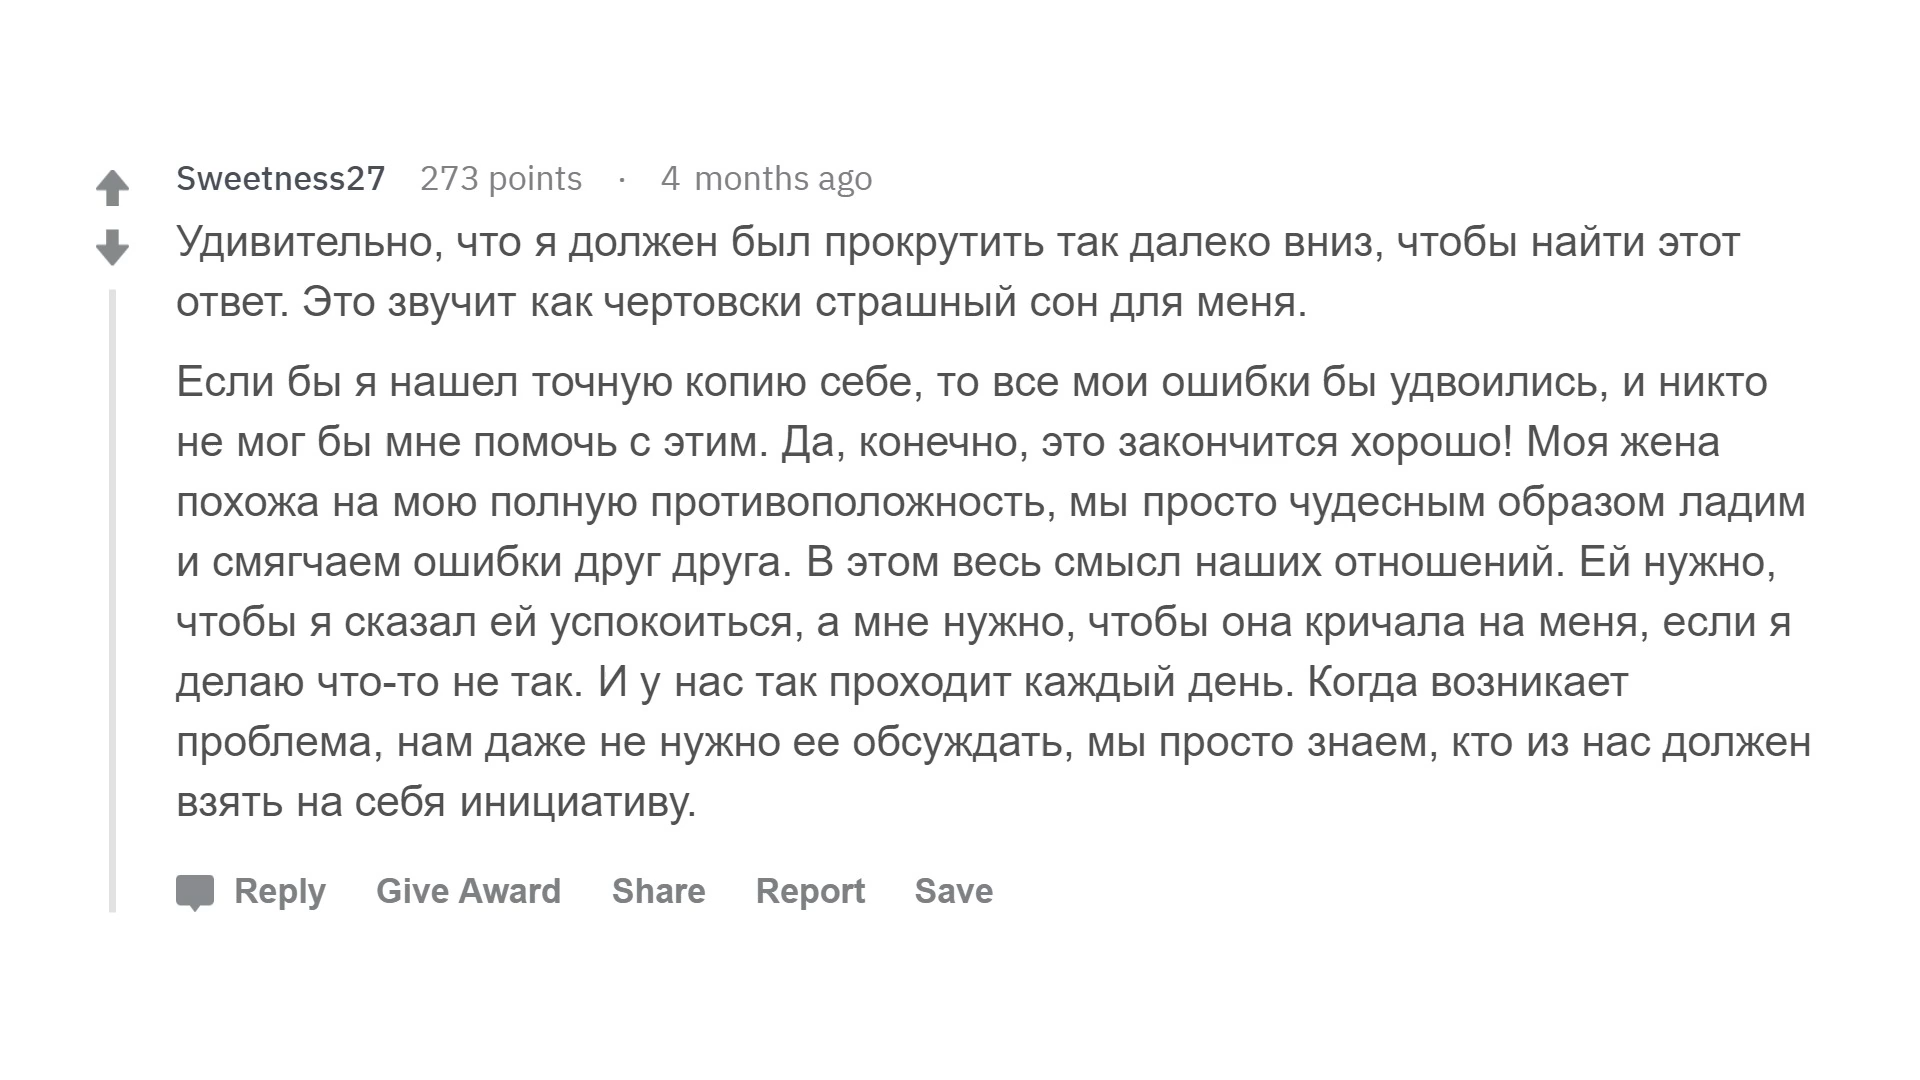 Sweetness27 273 points · 4 months ago
Удивительно, что я должен был прокрутить так далеко вниз, чтобы найти этот
ответ. Это звучит как чертовски страшный сон для меня.
Если бы я нашел точную копию себе, то все мои ошибки бы удвоились, и никто
не мог бы мне помочь с этим. Да, конечно, это закончится хорошо! Моя жена
похожа на мою полную противоположность, мы просто чудесным образом ладим
и смягчаем ошибки друг друга. В этом весь смысл наших отношений. Ей нужно,
чтобы я сказал ей успокоиться, а мне нужно, чтобы она кричала на меня, если я
делаю что-то не так. И у нас так проходит каждый день. Когда возникает
проблема, нам даже не нужно ее обсуждать, мы просто знаем, кто из нас должен
взять на себя инициативу.
Reply Give Award Share Report Save